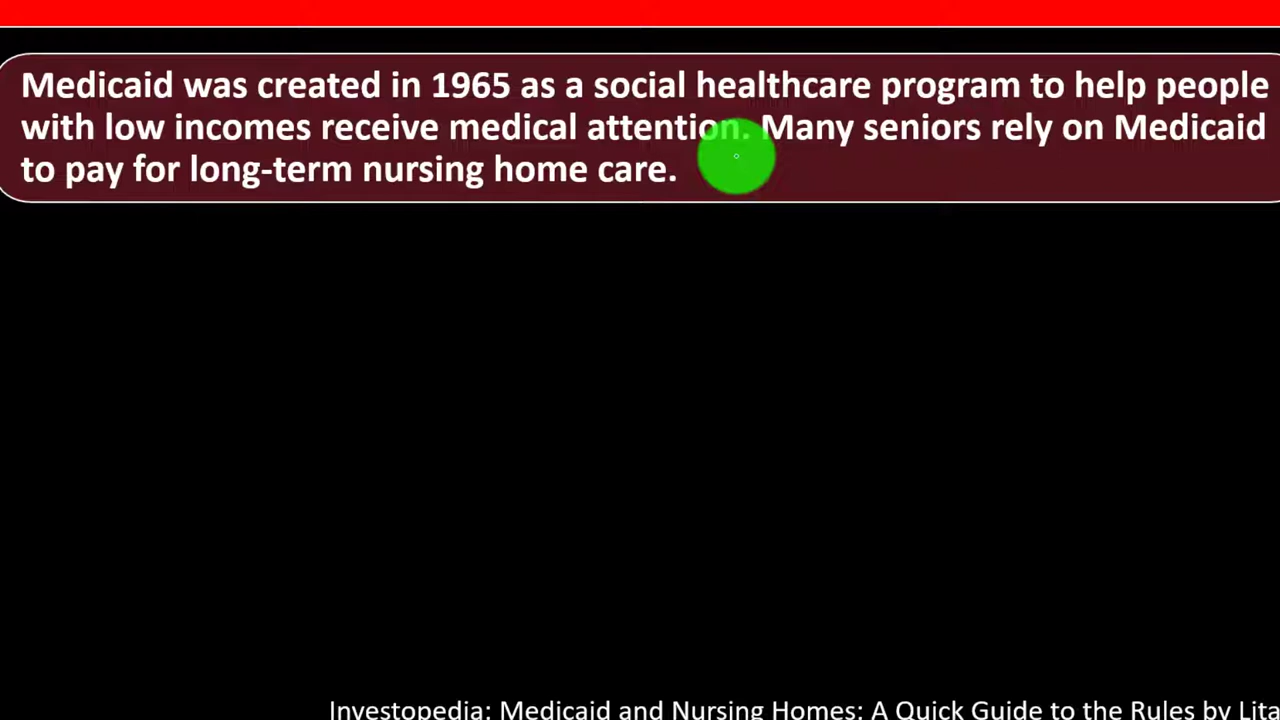 Medicaid was created in 1965 as a social healthcare program to help people
with low incomes receive medical attention. Many seniors rely on Medicaid
to pay for long-term nursing home care.
Investopedia: Medicaid and Nursing Homes: A Quick Guide to the Rules by Lita